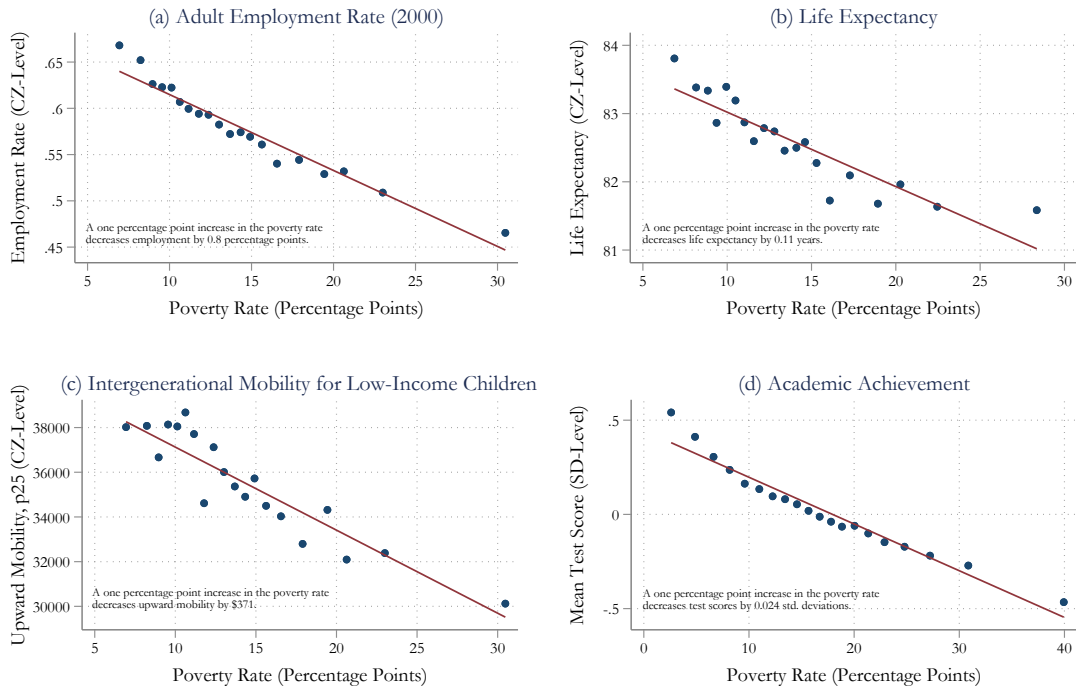 (a) Adult Employment Rate (2000)
Employment Rate (CZ-Level)
.65
.6
.55
.5
.45
A one percentage point increase in the poverty rate
decreases employment by 0.8 percentage points.
5 10 15 20 25 30
Poverty Rate (Percentage Points)
(b) Life Expectancy
Life Expectancy (CZ-Level)
84
83
82
81
A one percentage point increase in the poverty rate
decreases life expectancy by 0.11 years.
5 10 15 20 25 30
Poverty Rate (Percentage Points)
(c) Intergenerational Mobility for Low-Income Children
Upward Mobility, p25 (CZ-Level)
38000
36000
34000
32000
30000
A one percentage point increase in the poverty rate
decreases upward mobility by $371.
5 10 15 20 25 30
Poverty Rate (Percentage Points)
(d) Academic Achievement
Mean Test Score (SD-Level)
.5
0
-.5
A one percentage point increase in the poverty rate
decreases test scores by 0.024 std. deviations.
0 10 20 30 40
Poverty Rate (Percentage Points)